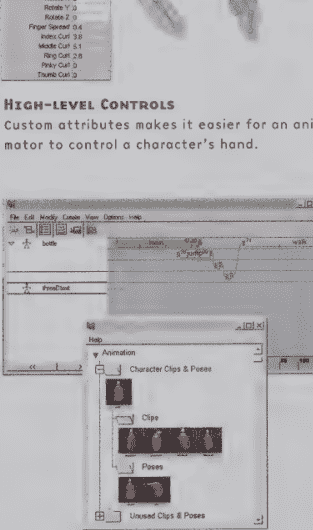 Rotate Y 0
Rotate Z 0
Finger Spread 0.4
Index Curl 3.8
Middle Curl 5.1
Ring Curl 2.6
Pinky Curl 0
Thumb Curl 0
HIGH-LEVEL CONTROLS
Custom attributes makes it easier for an ani
mator to control a character's hand.
File Edit Modify Create View Options Help
bottle
Help
Animation
Character Clips & Poses
Clips
Poses
Unused Clips & Poses